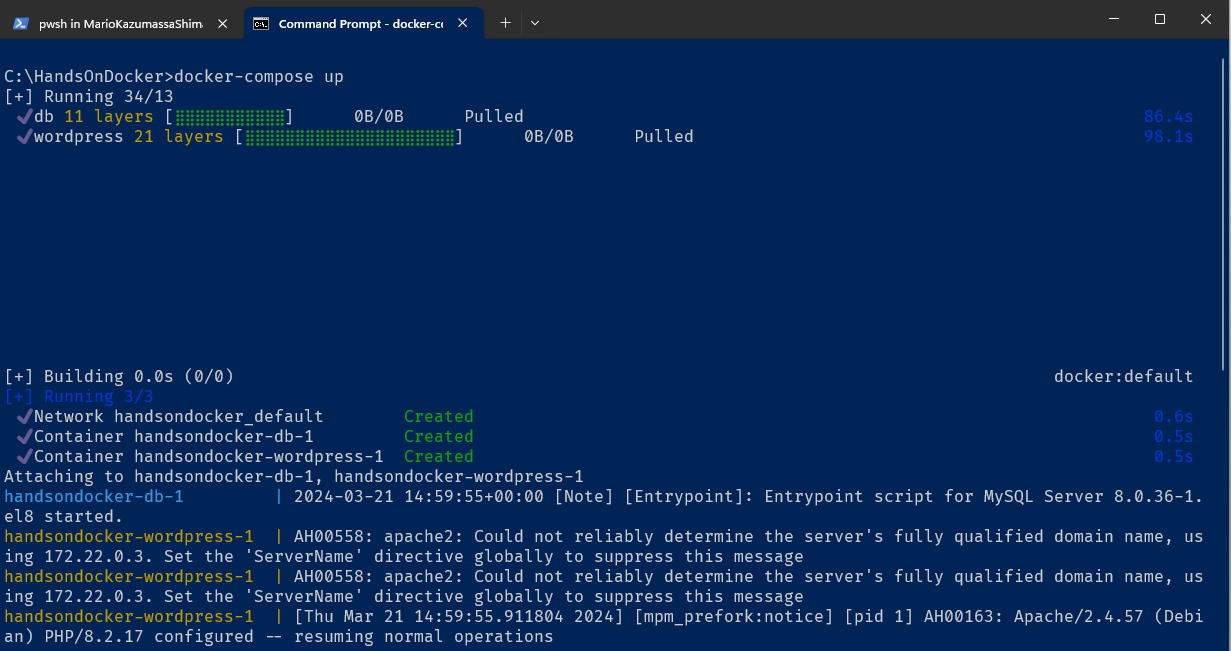 pwsh in MarioKazumassaShim
Command Prompt - docker-cc
C:\HandsOnDocker>docker-compose up
[+] Running 34/13
✔db 11 layers [⣿⣿⣿⣿⣿⣿⣿⣿⣿⣿⣿] 0B/0B Pulled 86.4s
✔wordpress 21 layers [⣿⣿⣿⣿⣿⣿⣿⣿⣿⣿⣿⣿⣿⣿⣿⣿⣿⣿⣿⣿⣿] 0B/0B Pulled 98.1s
[+] Building 0.0s (0/0) docker:default
[+] Running 3/3
✔Network handsondocker_default Created 0.6s
✔Container handsondocker-db-1 Created 0.5s
✔Container handsondocker-wordpress-1 Created 0.5s
Attaching to handsondocker-db-1, handsondocker-wordpress-1
handsondocker-db-1 | 2024-03-21 14:59:55+00:00 [Note] [Entrypoint]: Entrypoint script for MySQL Server 8.0.36-1.
el8 started.
handsondocker-wordpress-1 | AH00558: apache2: Could not reliably determine the server's fully qualified domain name, us
ing 172.22.0.3. Set the 'ServerName' directive globally to suppress this message
handsondocker-wordpress-1 | AH00558: apache2: Could not reliably determine the server's fully qualified domain name, us
ing 172.22.0.3. Set the 'ServerName' directive globally to suppress this message
handsondocker-wordpress-1 | [Thu Mar 21 14:59:55.911804 2024] [mpm_prefork:notice] [pid 1] AH00163: Apache/2.4.57 (Debi
an) PHP/8.2.17 configured -- resuming normal operations